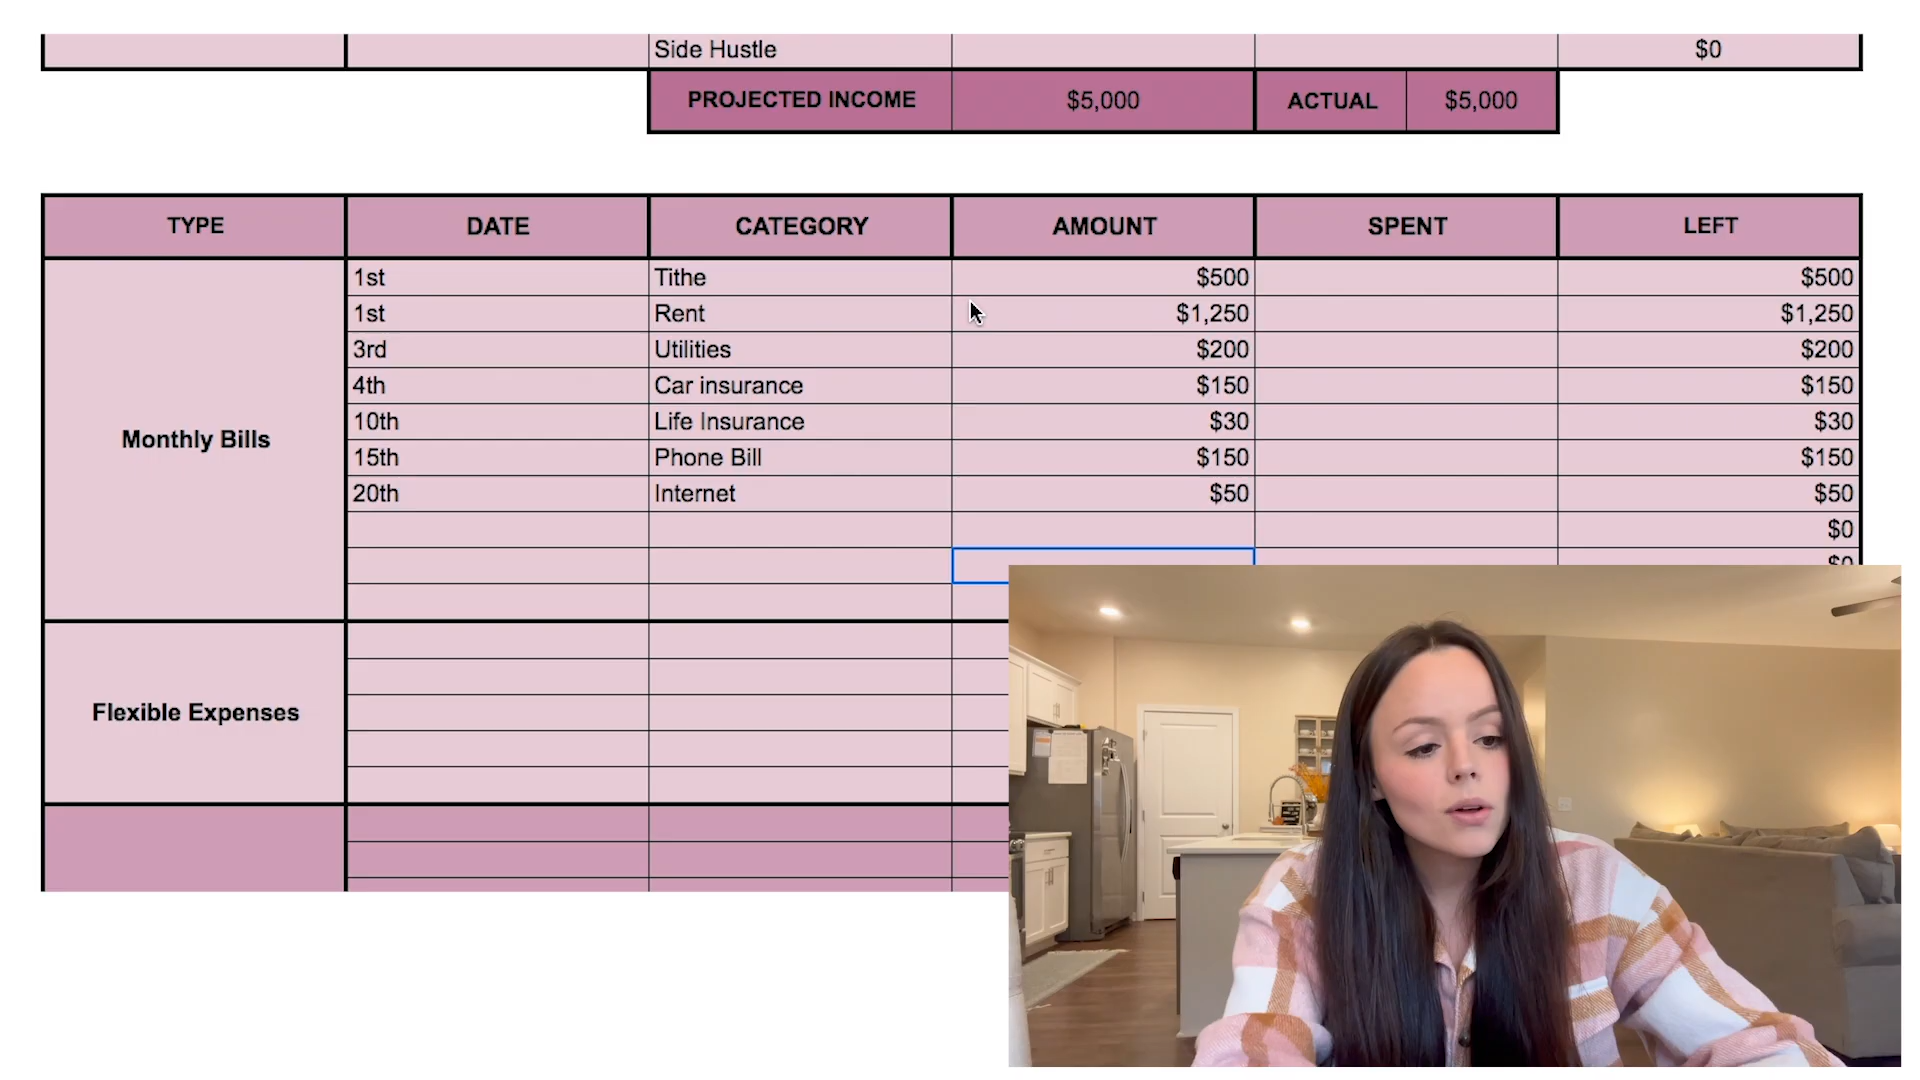 Side Hustle $0
PROJECTED INCOME $5,000 ACTUAL $5,000
TYPE DATE CATEGORY AMOUNT SPENT LEFT
1st Tithe $500 $500
1st Rent $1,250 $1,250
3rd Utilities $200 $200
4th Car insurance $150 $150
10th Life Insurance $30 $30
Monthly Bills
15th Phone Bill $150 $150
20th Internet $50 $50
$0
$0
Flexible Expenses